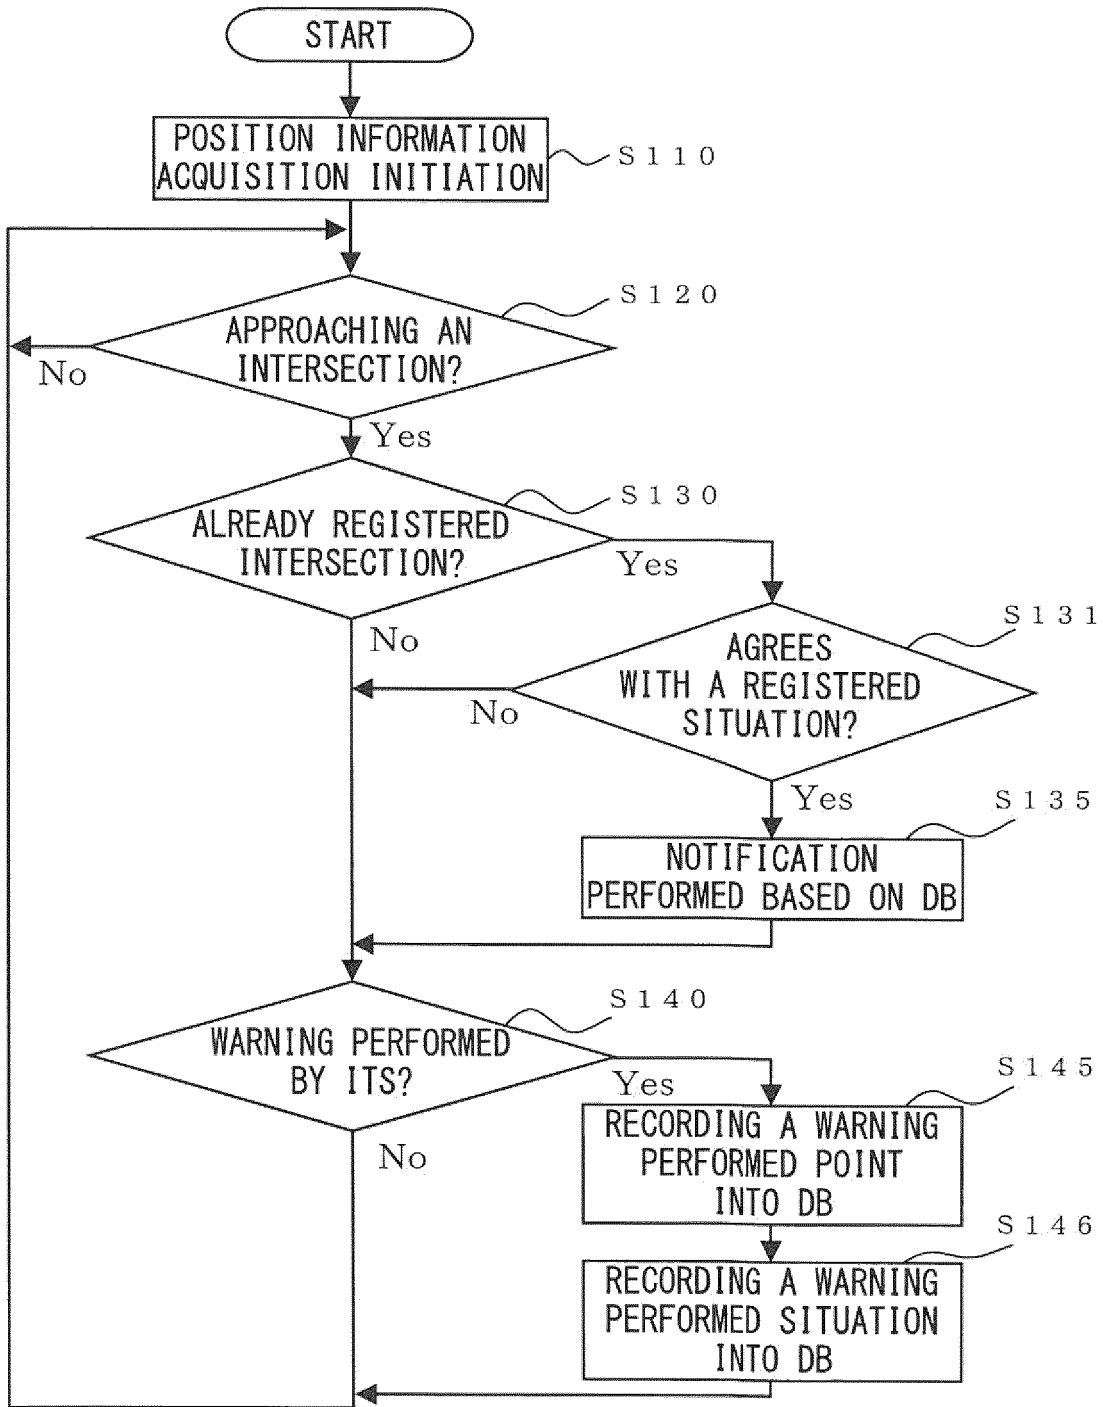 START
POSITION INFORMATION
ACQUISITION INITIATION
S110
S120
APPROACHING AN
INTERSECTION?
No
Yes
S130
ALREADY REGISTERED
INTERSECTION?
Yes
No
S131
AGREES
WITH A REGISTERED
SITUATION?
No
Yes
S135
NOTIFICATION
PERFORMED BASED ON DB
S140
WARNING PERFORMED
BY ITS?
Yes
No
S145
RECORDING A WARNING
PERFORMED POINT
INTO DB
S146
RECORDING A WARNING
PERFORMED SITUATION
INTO DB